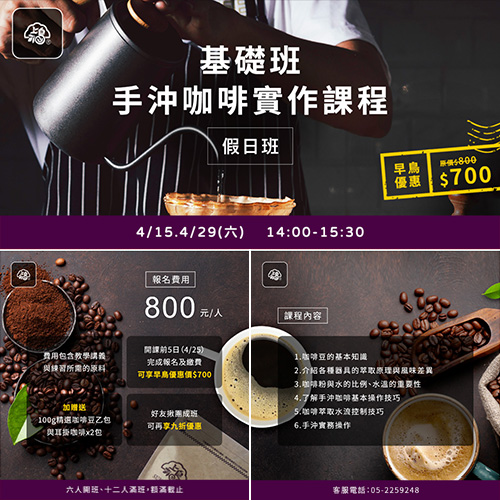 基礎班
手沖咖啡實作課程
假日班
早鳥
優惠
原價$800
$700
4/15.4/29(六) 14:00-15:30
報名費用
800元/人
費用包含教學講義
與練習所需的原料
開課前5日(4/25)
完成報名及繳費
可享早鳥優惠價$700
加贈送
100g精選咖啡豆乙包
與耳掛咖啡x2包
好友揪團成班
可再享九折優惠
六人開班、十二人滿班,額滿截止
課程內容
1.咖啡豆的基本知識
2.介紹各種器具的萃取原理與風味差異
3.咖啡粉與水的比例、水溫的重要性
4.了解手沖咖啡基本操作技巧
5.咖啡萃取水流控制技巧
6.手沖實務操作
客服電話:05-2259248